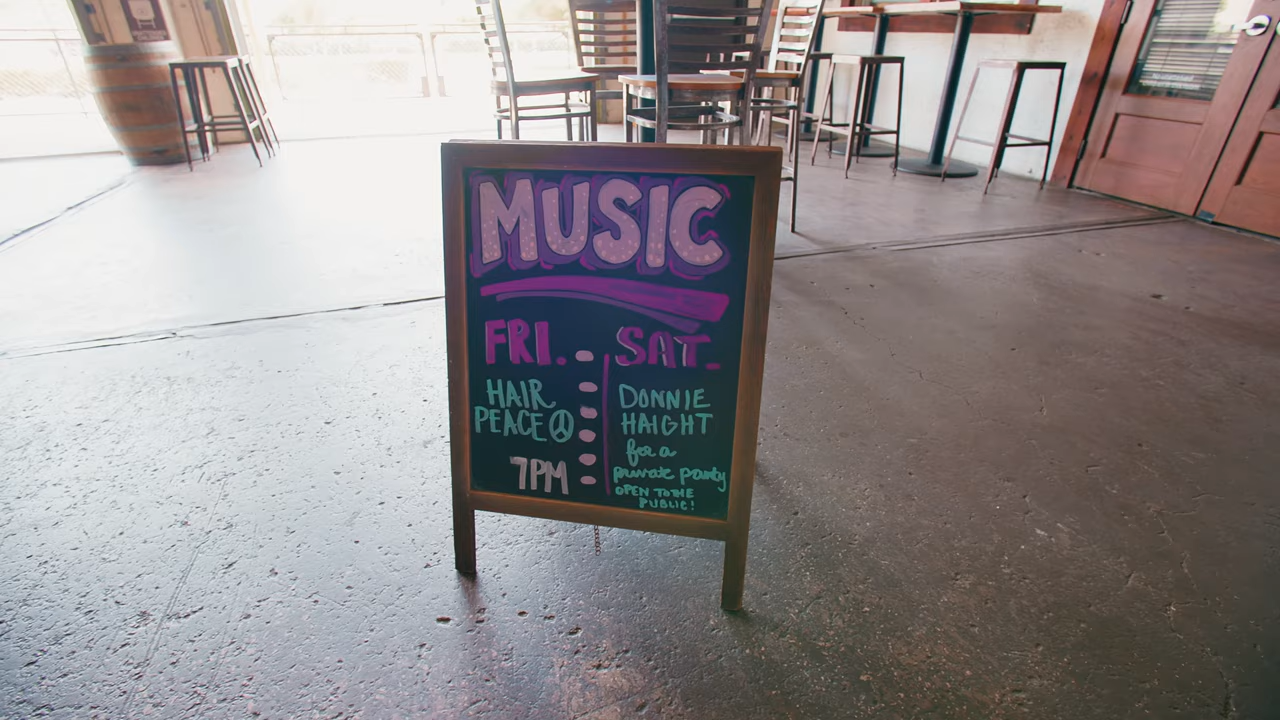 MUSIC
FRI.
HAIR
PEACE
7PM
SAT.
DONNIE
HAIGHT
for a
private party
OPEN TO THE
PUBLIC!